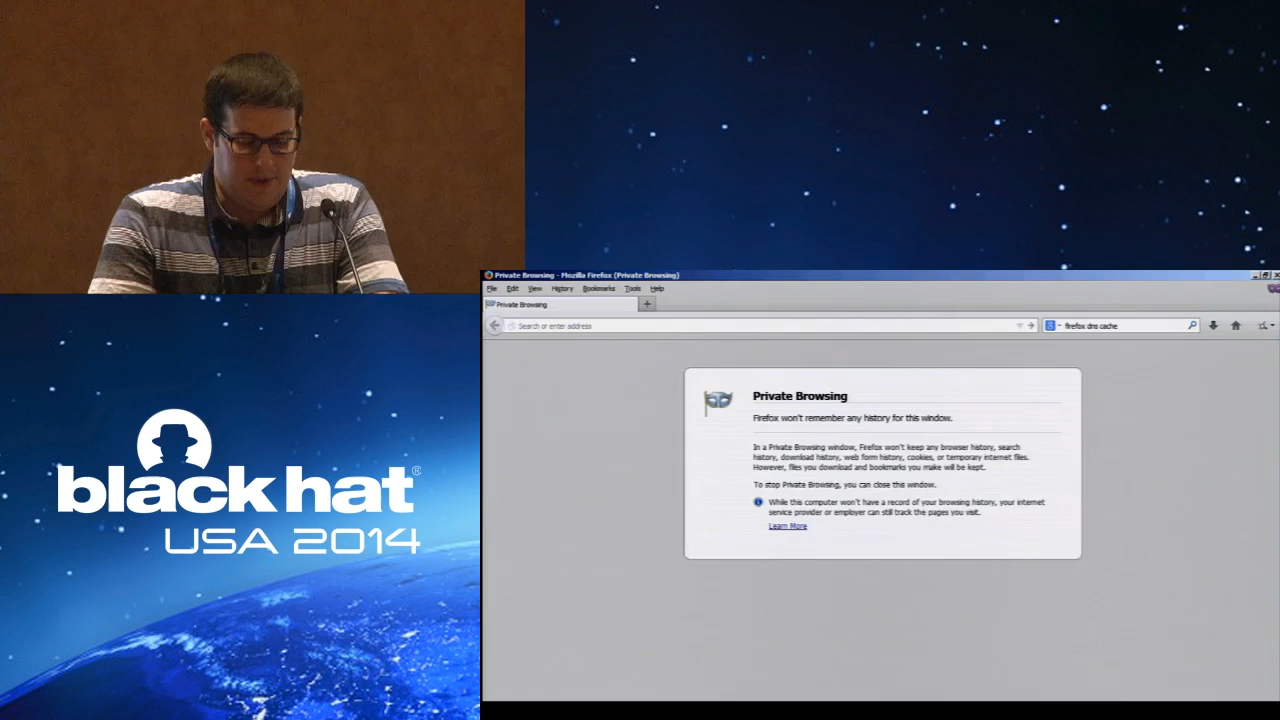 Private Browsing - Mozilla Firefox (Private Browsing)
File Edit View History Bookmarks Tools Help
Private Browsing
Search or enter address
firefox dns cache
Private Browsing
Firefox won't remember any history for this window.
In a Private Browsing window, Firefox won't keep any browser history, search
history, download history, web form history, cookies, or temporary internet files.
However, files you download and bookmarks you make will be kept.
To stop Private Browsing, you can close this window.
While this computer won't have a record of your browsing history, your internet
service provider or employer can still track the pages you visit.
Learn More
black hat®
USA 2014